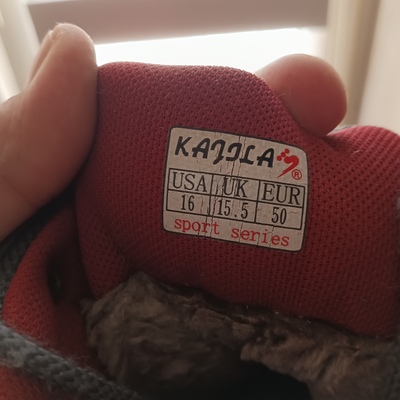 KAJILA®
USA UK EUR
16 15.5 50
sport series